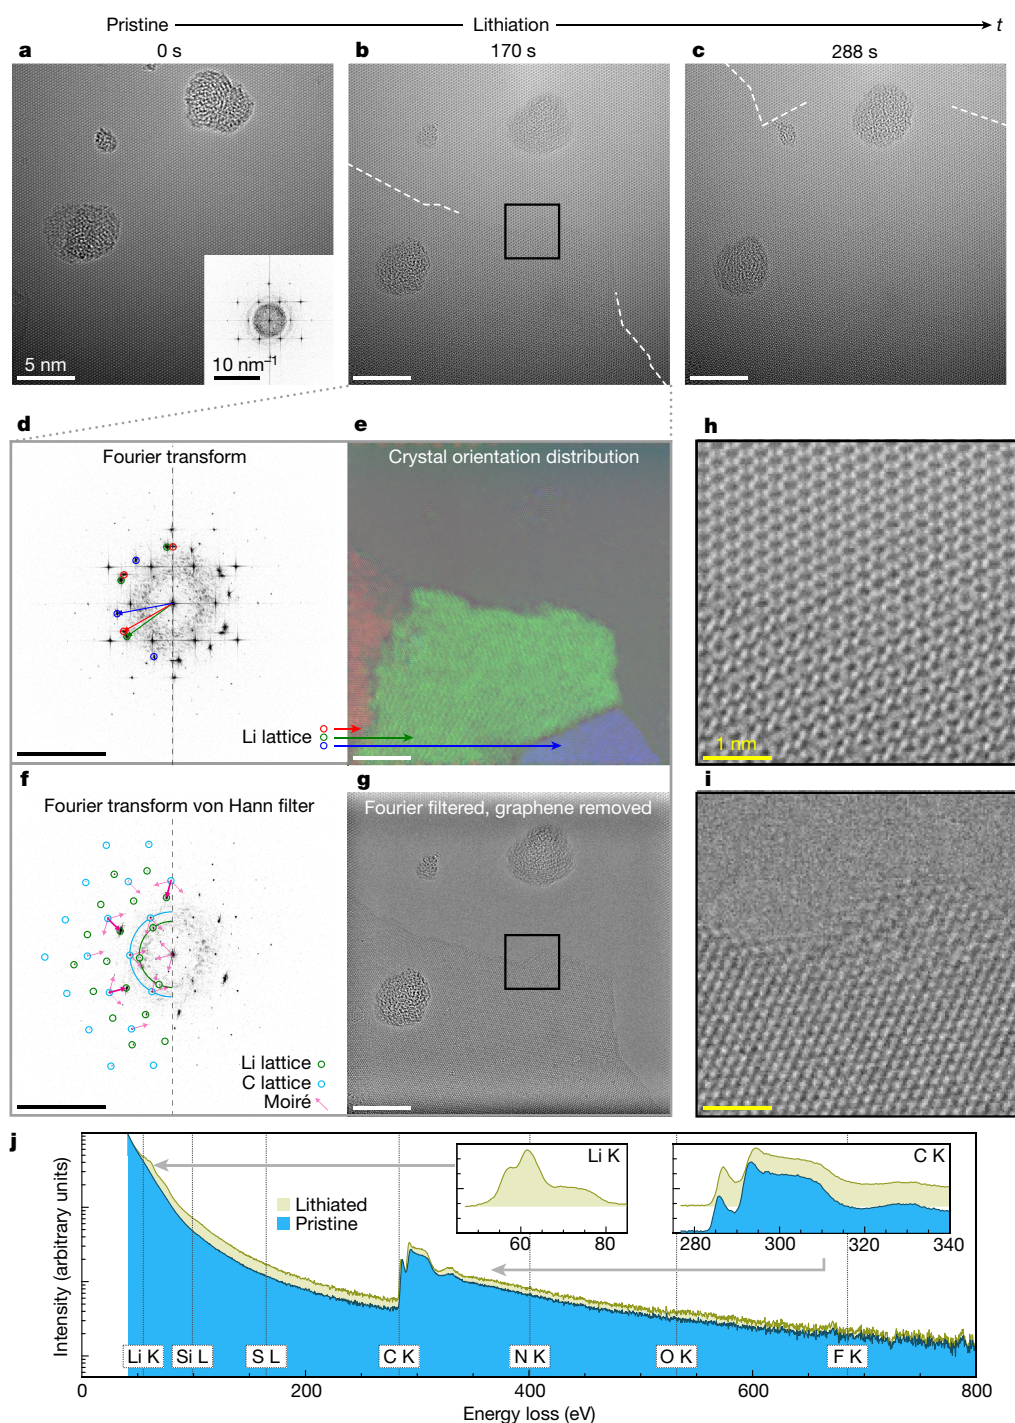 Pristine
Lithiation
t
a
0 s
b
170 s
c
288 s
5 nm
10 nm–1
d
Fourier transform
e
Crystal orientation distribution
h
Li lattice
1 nm
f
Fourier transform von Hann filter
g
Fourier filtered, graphene removed
i
Li lattice
C lattice
Moiré
j
Intensity (arbitrary units)
Lithiated
Pristine
Li K
60
80
C K
280
300
320
340
Li K
Si L
S L
C K
N K
O K
F K
0
200
400
600
800
Energy loss (eV)